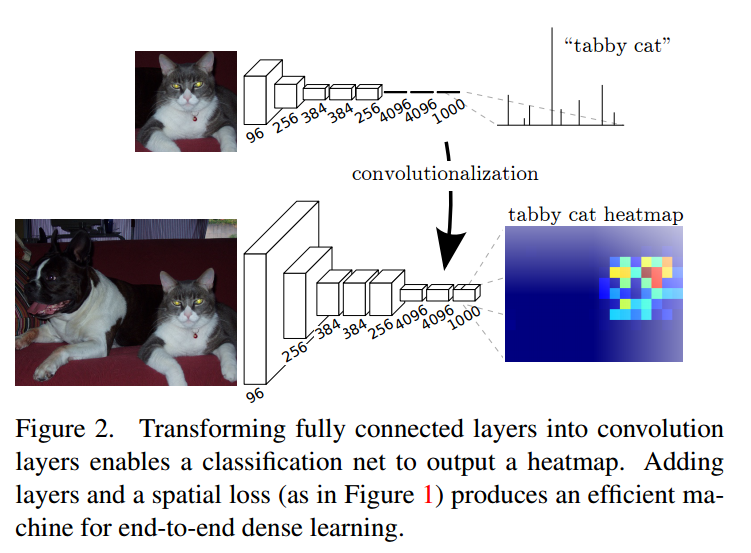 "tabby cat"
96 256 384 384 256 4096 4096 1000
convolutionalization
tabby cat heatmap
96 256 384 384 256 4096 4096 1000
Figure 2. Transforming fully connected layers into convolution
layers enables a classification net to output a heatmap. Adding
layers and a spatial loss (as in Figure 1) produces an efficient ma-
chine for end-to-end dense learning.